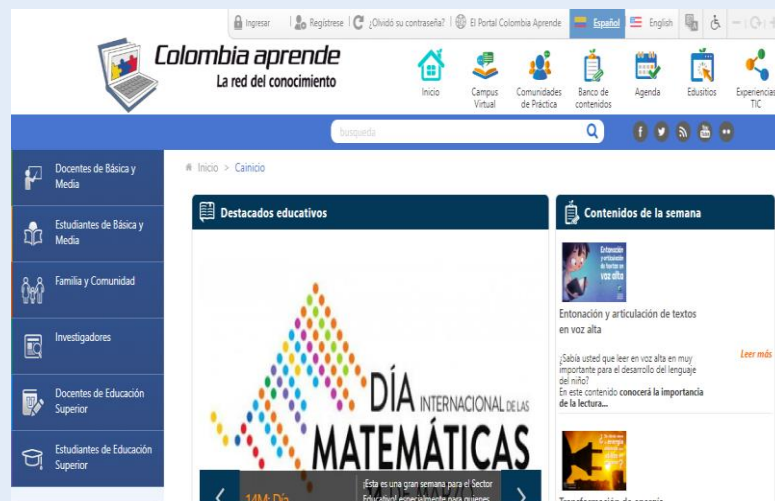 Ingresar | Regístrese | ¿Olvidó su contraseña? | El Portal Colombia Aprende Español English
Colombia aprende
La red del conocimiento
Inicio
Campus
Virtual
Comunidades
de Práctica
Banco de
contenidos
Agenda
Edusitios
Experiencias
TIC
busqueda
Docentes de Básica y
Media
Estudiantes de Básica y
Media
Familia y Comunidad
Investigadores
Docentes de Educación
Superior
Estudiantes de Educación
Superior
Inicio > Cainicio
Destacados educativos
DÍA INTERNACIONAL DE LAS
MATEMÁTICAS
14M: Día
¡Esta es una gran semana para el Sector
Educativo! especialmente para quienes
Contenidos de la semana
Entonación
y articulación
de textos en
voz alta
Entonación y articulación de textos
en voz alta
¿Sabía usted que leer en voz alta en muy
importante para el desarrollo del lenguaje
del niño?
En este contenido conocerá la importancia
de la lectura...
Leer más
Transformación de energía